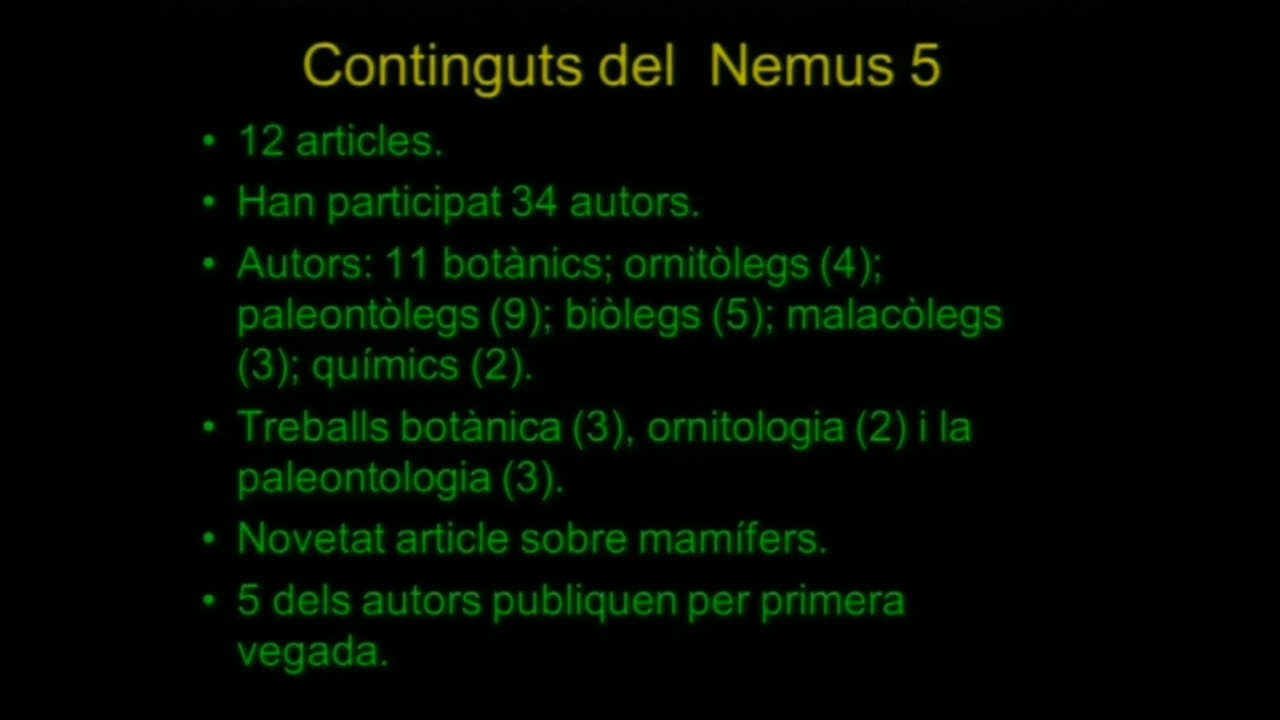 Continguts del Nemus 5
• 12 articles.
• Han participat 34 autors.
• Autors: 11 botànics; ornitòlegs (4);
paleontòlegs (9); biòlegs (5); malacòlegs
(3); químics (2).
• Treballs botànica (3), ornitologia (2) i la
paleontologia (3).
• Novetat article sobre mamífers.
• 5 dels autors publiquen per primera
vegada.